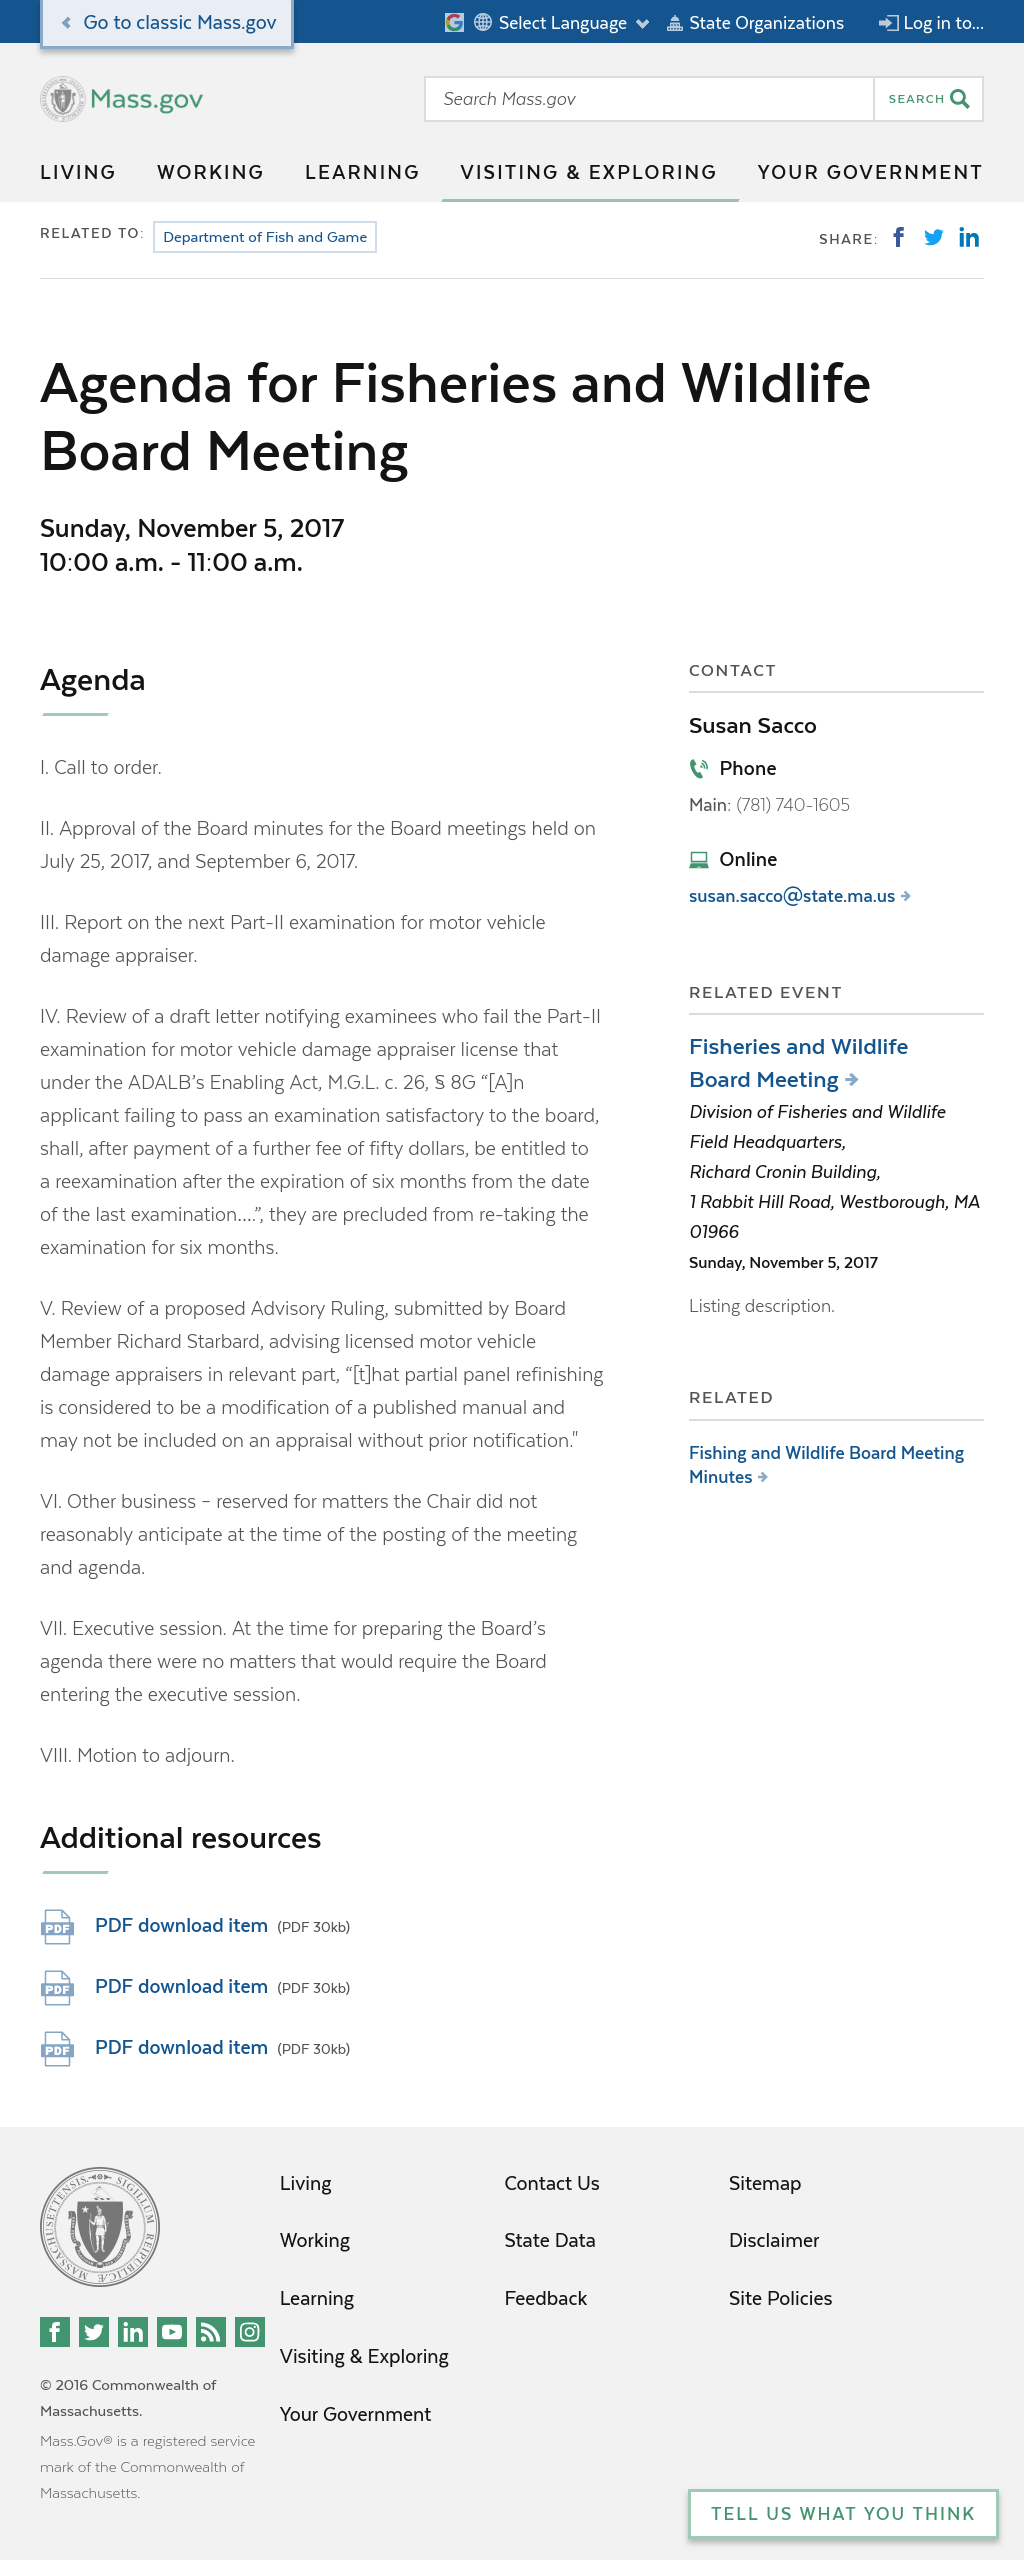 Go to classic Mass.gov
Select Language
State Organizations
Log in to...
Mass.gov
Search Mass.gov
SEARCH
LIVING
WORKING
LEARNING
VISITING & EXPLORING
YOUR GOVERNMENT
RELATED TO:
Department of Fish and Game
SHARE:
Agenda for Fisheries and Wildlife
Board Meeting
Sunday, November 5, 2017
10:00 a.m. - 11:00 a.m.
Agenda
I. Call to order.
II. Approval of the Board minutes for the Board meetings held on
July 25, 2017, and September 6, 2017.
III. Report on the next Part-II examination for motor vehicle
damage appraiser.
IV. Review of a draft letter notifying examinees who fail the Part-II
examination for motor vehicle damage appraiser license that
under the ADALB’s Enabling Act, M.G.L. c. 26, § 8G “[A]n
applicant failing to pass an examination satisfactory to the board,
shall, after payment of a further fee of fifty dollars, be entitled to
a reexamination after the expiration of six months from the date
of the last examination….”, they are precluded from re-taking the
examination for six months.
V. Review of a proposed Advisory Ruling, submitted by Board
Member Richard Starbard, advising licensed motor vehicle
damage appraisers in relevant part, “[t]hat partial panel refinishing
is considered to be a modification of a published manual and
may not be included on an appraisal without prior notification."
VI. Other business – reserved for matters the Chair did not
reasonably anticipate at the time of the posting of the meeting
and agenda.
VII. Executive session. At the time for preparing the Board’s
agenda there were no matters that would require the Board
entering the executive session.
VIII. Motion to adjourn.
Additional resources
PDF
PDF download item (PDF 30kb)
PDF
PDF download item (PDF 30kb)
PDF
PDF download item (PDF 30kb)
CONTACT
Susan Sacco
Phone
Main: (781) 740-1605
Online
susan.sacco@state.ma.us
RELATED EVENT
Fisheries and Wildlife
Board Meeting
Division of Fisheries and Wildlife
Field Headquarters,
Richard Cronin Building,
1 Rabbit Hill Road, Westborough, MA
01966
Sunday, November 5, 2017
Listing description.
RELATED
Fishing and Wildlife Board Meeting
Minutes
SIGILLUM REIPUBLICÆ MASSACHUSETTENSIS
© 2016 Commonwealth of
Massachusetts.
Mass.Gov® is a registered service
mark of the Commonwealth of
Massachusetts.
Living
Working
Learning
Visiting & Exploring
Your Government
Contact Us
State Data
Feedback
Sitemap
Disclaimer
Site Policies
TELL US WHAT YOU THINK